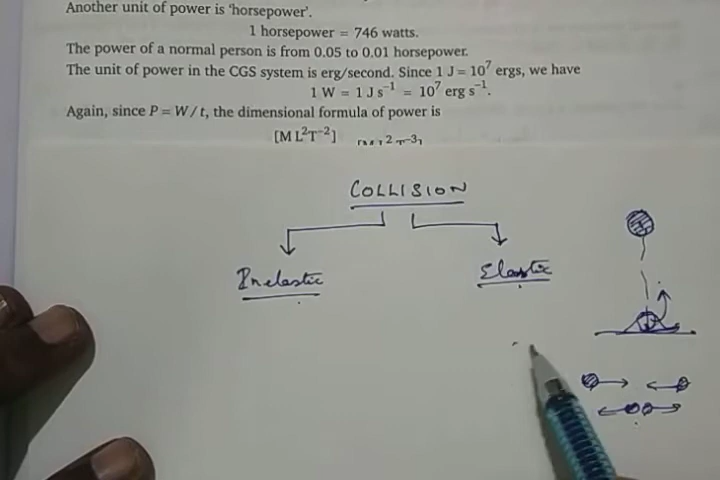 Another unit of power is 'horsepower'.
1 horsepower = 746 watts.
The power of a normal person is from 0.05 to 0.01 horsepower.
The unit of power in the CGS system is erg/second. Since 1 J = 10⁷ ergs, we have
1 W = 1 J s⁻¹ = 10⁷ erg s⁻¹.
Again, since P = W/t, the dimensional formula of power is
[M L²T⁻²]
COLLISION
Inelastic Elastic